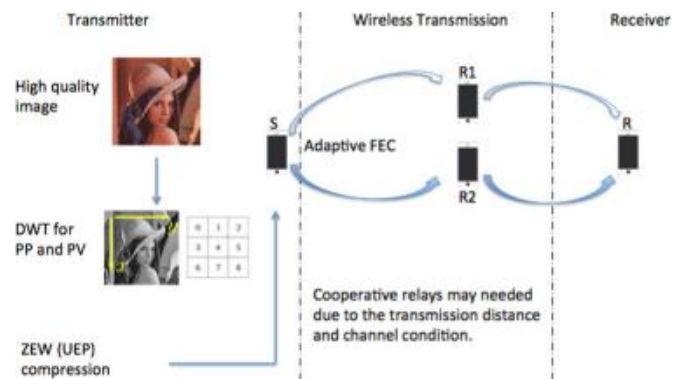 Transmitter
Wireless Transmission
Receiver
High quality
image
S
Adaptive FEC
R1
R2
R
DWT for
PP and PV
0 1 2
3 4 5
6 7 8
Cooperative relays may needed
due to the transmission distance
and channel condition.
ZEW (UEP)
compression